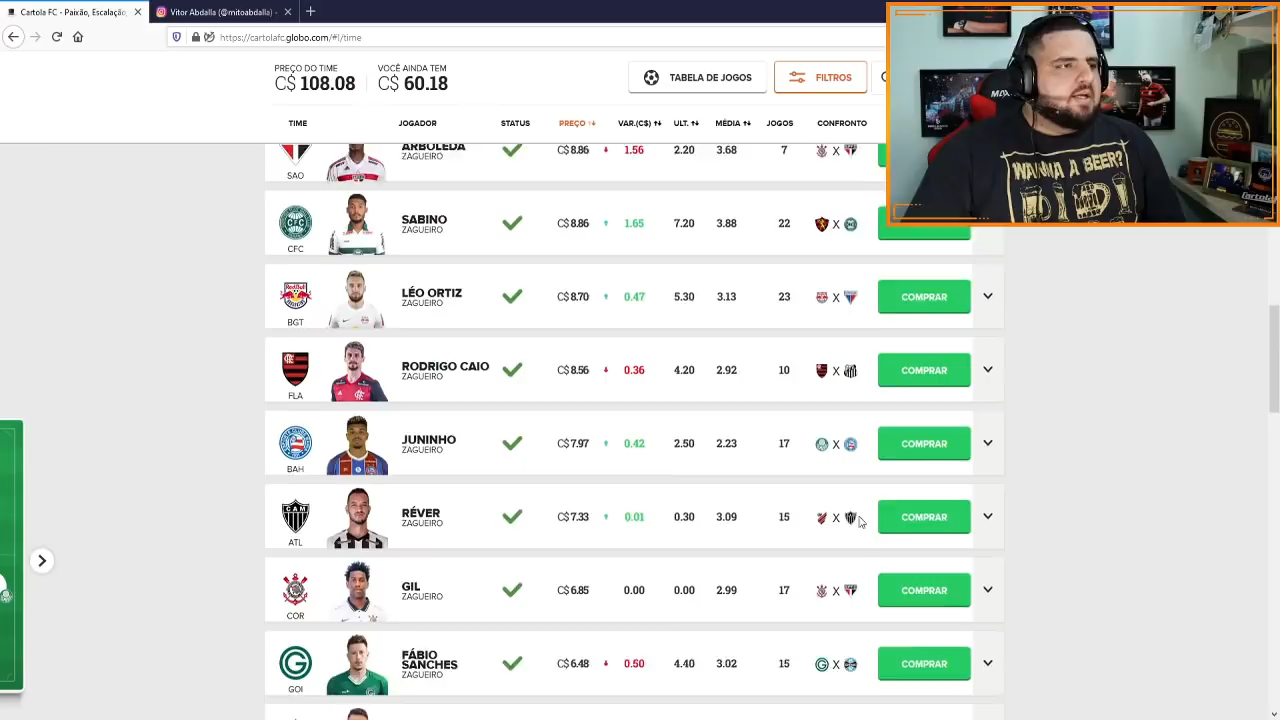 Cartola FC - Paixão, Escalação,
Vitor Abdalla (@vnitoabdalla) -
https://cartolafc.globo.com/#!/time
PREÇO DO TIME
C$ 108.08
VOCÊ AINDA TEM
C$ 60.18
TABELA DE JOGOS
FILTROS
TIME JOGADOR STATUS PREÇO VAR.(C$) ULT. MÉDIA JOGOS CONFRONTO
ARBOLEDA
ZAGUEIRO
SAO
C$ 8.86 1.56 2.20 3.68 7 X
SABINO
ZAGUEIRO
CFC
C$ 8.86 1.65 7.20 3.88 22 X
LÉO ORTIZ
ZAGUEIRO
BGT
C$ 8.70 0.47 5.30 3.13 23 X COMPRAR
RODRIGO CAIO
ZAGUEIRO
FLA
C$ 8.56 0.36 4.20 2.92 10 X COMPRAR
JUNINHO
ZAGUEIRO
BAH
C$ 7.97 0.42 2.50 2.23 17 X COMPRAR
RÉVER
ZAGUEIRO
ATL
C$ 7.33 0.01 0.30 3.09 15 X COMPRAR
GIL
ZAGUEIRO
COR
C$ 6.85 0.00 0.00 2.99 17 X COMPRAR
FÁBIO
SANCHES
ZAGUEIRO
GOI
C$ 6.48 0.50 4.40 3.02 15 X COMPRAR
WANNA A BEER?